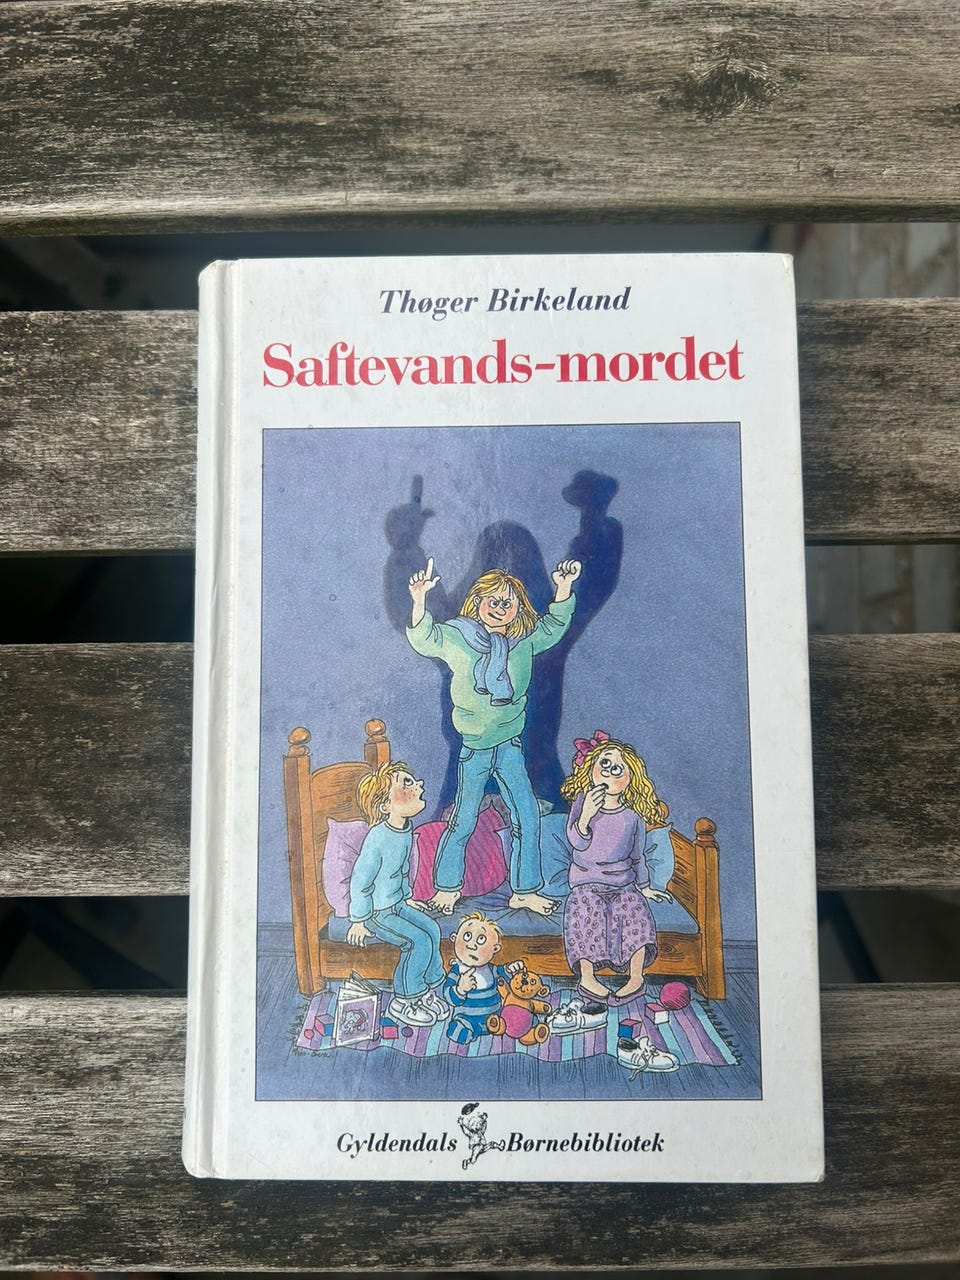 Thøger Birkeland
Saftevands-mordet
Gyldendals Børnebibliotek